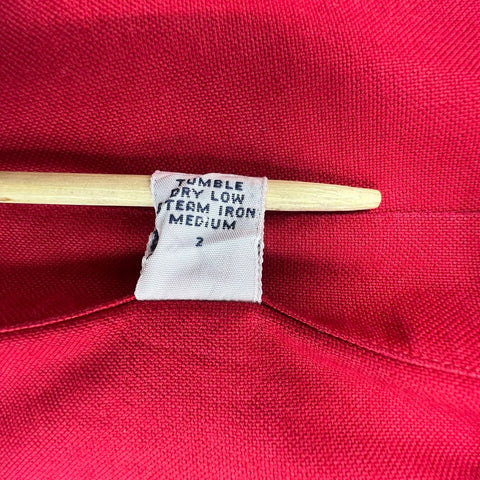 TUMBLE
DRY LOW
STEAM IRON
MEDIUM
2